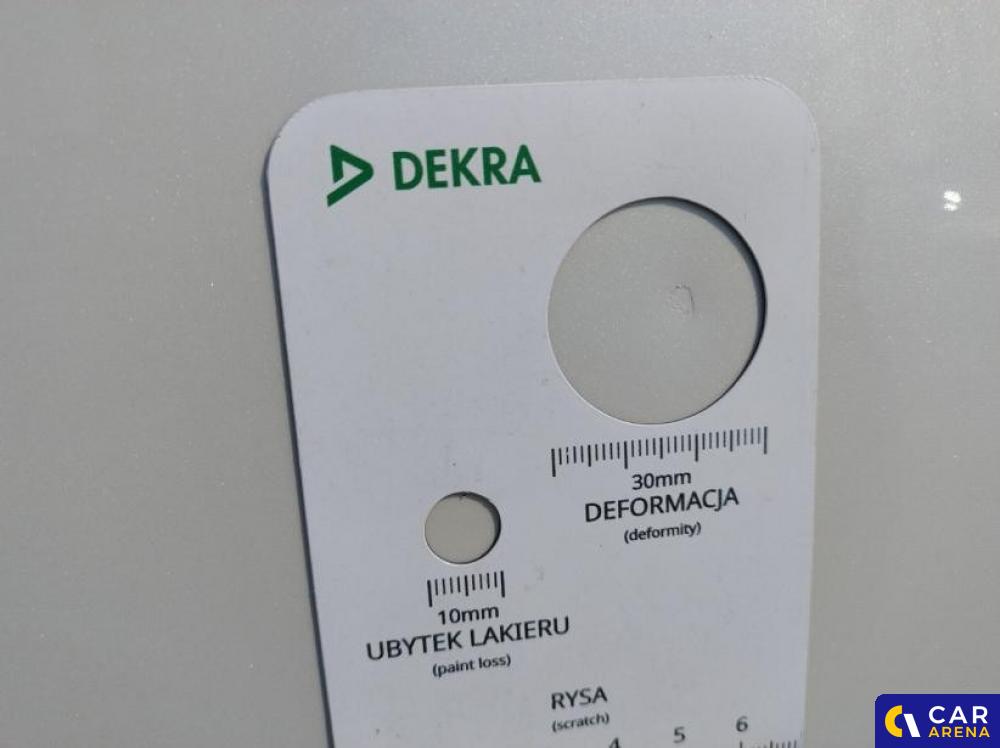 DEKRA
30mm
DEFORMACJA
(deformity)
10mm
UBYTEK LAKIERU
(paint loss)
RYSA
(scratch)
4 5 6
CAR
ARENA